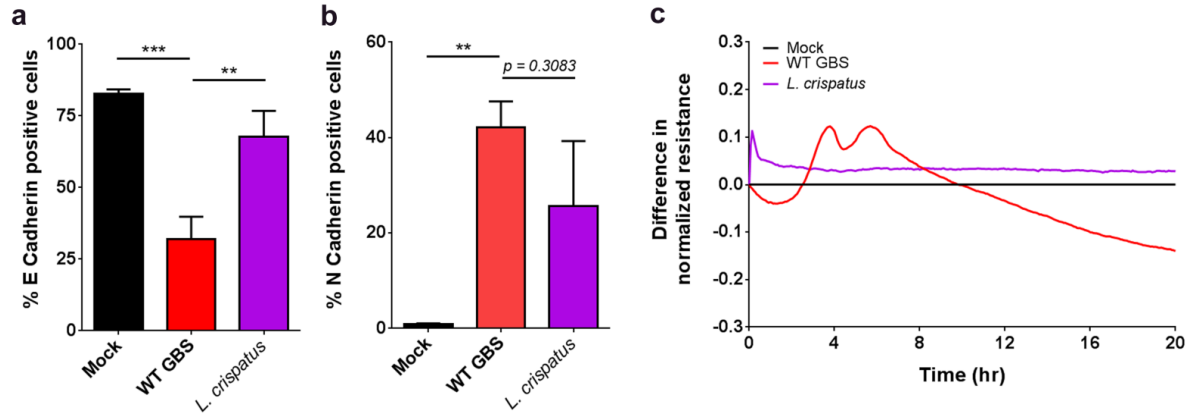 a
% E Cadherin positive cells
100
75
50
25
0
***
**
Mock
WT GBS
L. crispatus
b
% N Cadherin positive cells
60
40
20
0
**
p = 0.3083
Mock
WT GBS
L. crispatus
c
Difference in
normalized resistance
0.3
0.2
0.1
0.0
-0.1
-0.2
-0.3
Mock
WT GBS
L. crispatus
0 4 8 12 16 20
Time (hr)